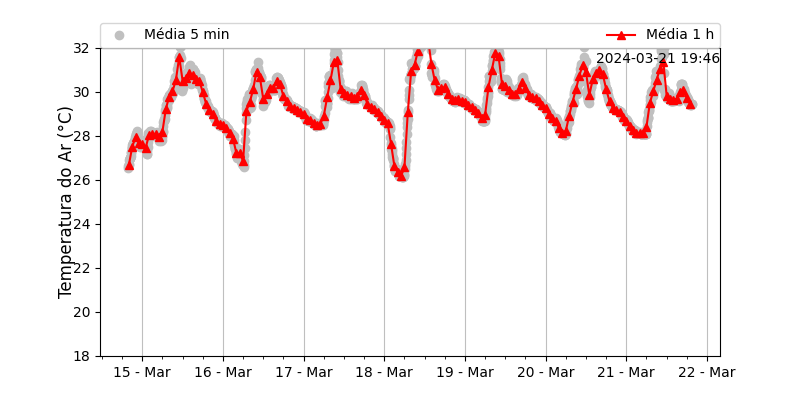 Média 5 min
Média 1 h
2024-03-21 19:46
Temperatura do Ar (°C)
32
30
28
26
24
22
20
18
15 - Mar
16 - Mar
17 - Mar
18 - Mar
19 - Mar
20 - Mar
21 - Mar
22 - Mar